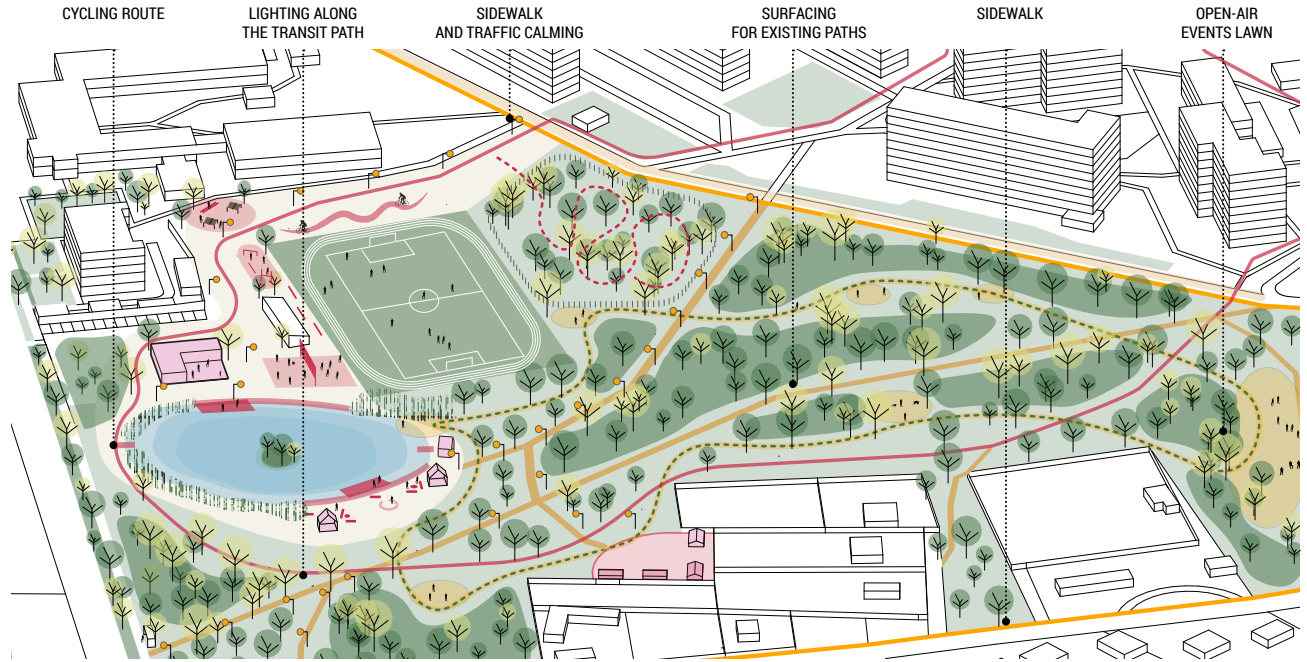 CYCLING ROUTE
LIGHTING ALONG
THE TRANSIT PATH
SIDEWALK
AND TRAFFIC CALMING
SURFACING
FOR EXISTING PATHS
SIDEWALK
OPEN-AIR
EVENTS LAWN